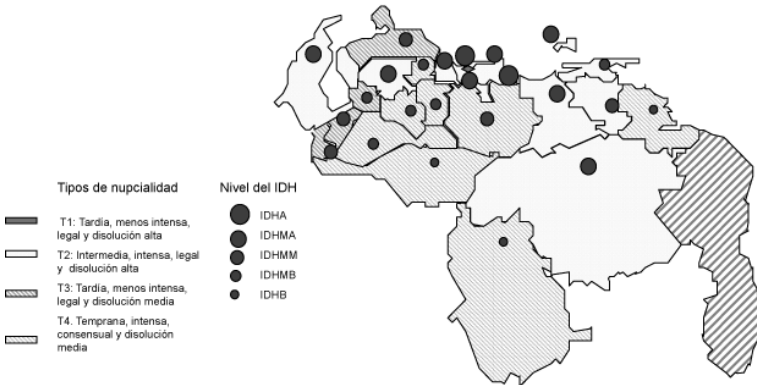 Tipos de nupcialidad
T1: Tardía, menos intensa,
legal y disolución alta
T2: Intermedia, intensa, legal
y disolución alta
T3: Tardía, menos intensa,
legal y disolución media
T4. Temprana, intensa,
consensual y disolución
media
Nivel del IDH
IDHA
IDHMA
IDHMM
IDHMB
IDHB